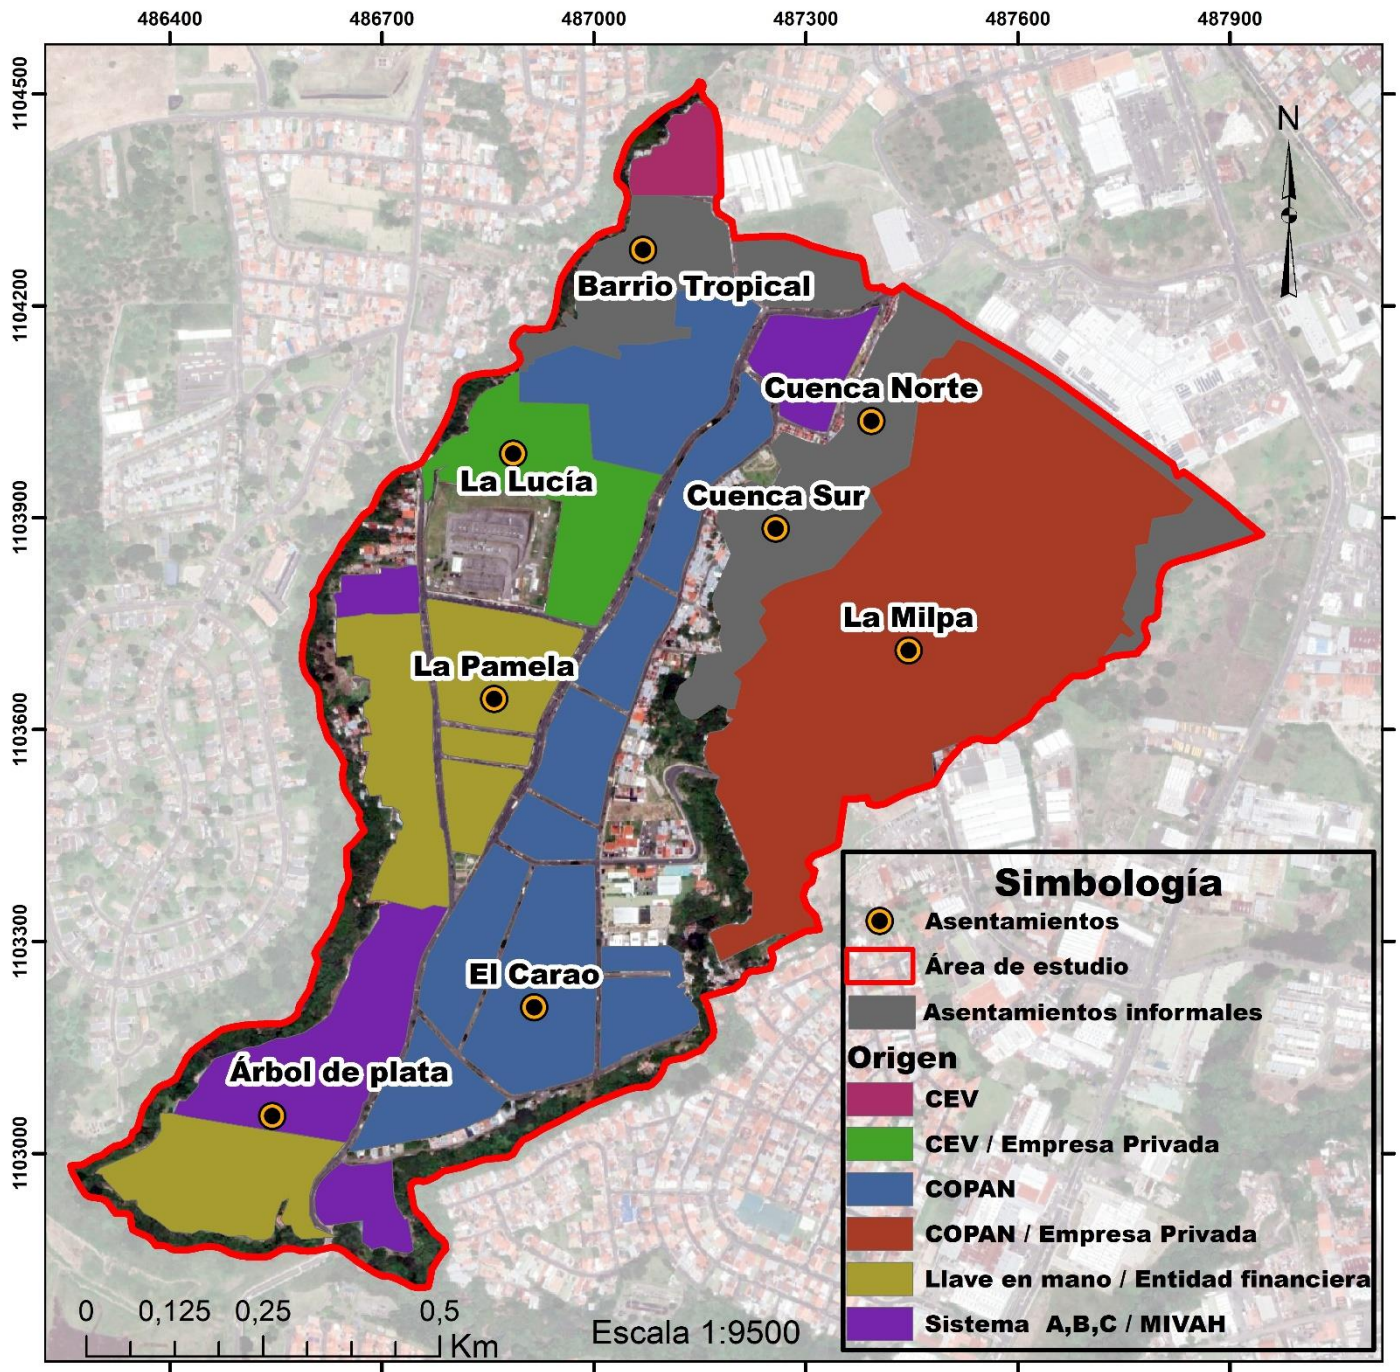 486400 486700 487000 487300 487600 487900
1104500
1104200
1103900
1103600
1103300
1103000
N
Barrio Tropical
Cuenca Norte
La Lucía
Cuenca Sur
La Milpa
La Pamela
El Carao
Árbol de plata
Simbología
Asentamientos
Área de estudio
Asentamientos informales
Origen
CEV
CEV / Empresa Privada
COPAN
COPAN / Empresa Privada
Llave en mano / Entidad financiera
Sistema A,B,C / MIVAH
0 0,125 0,25 0,5
Km
Escala 1:9500